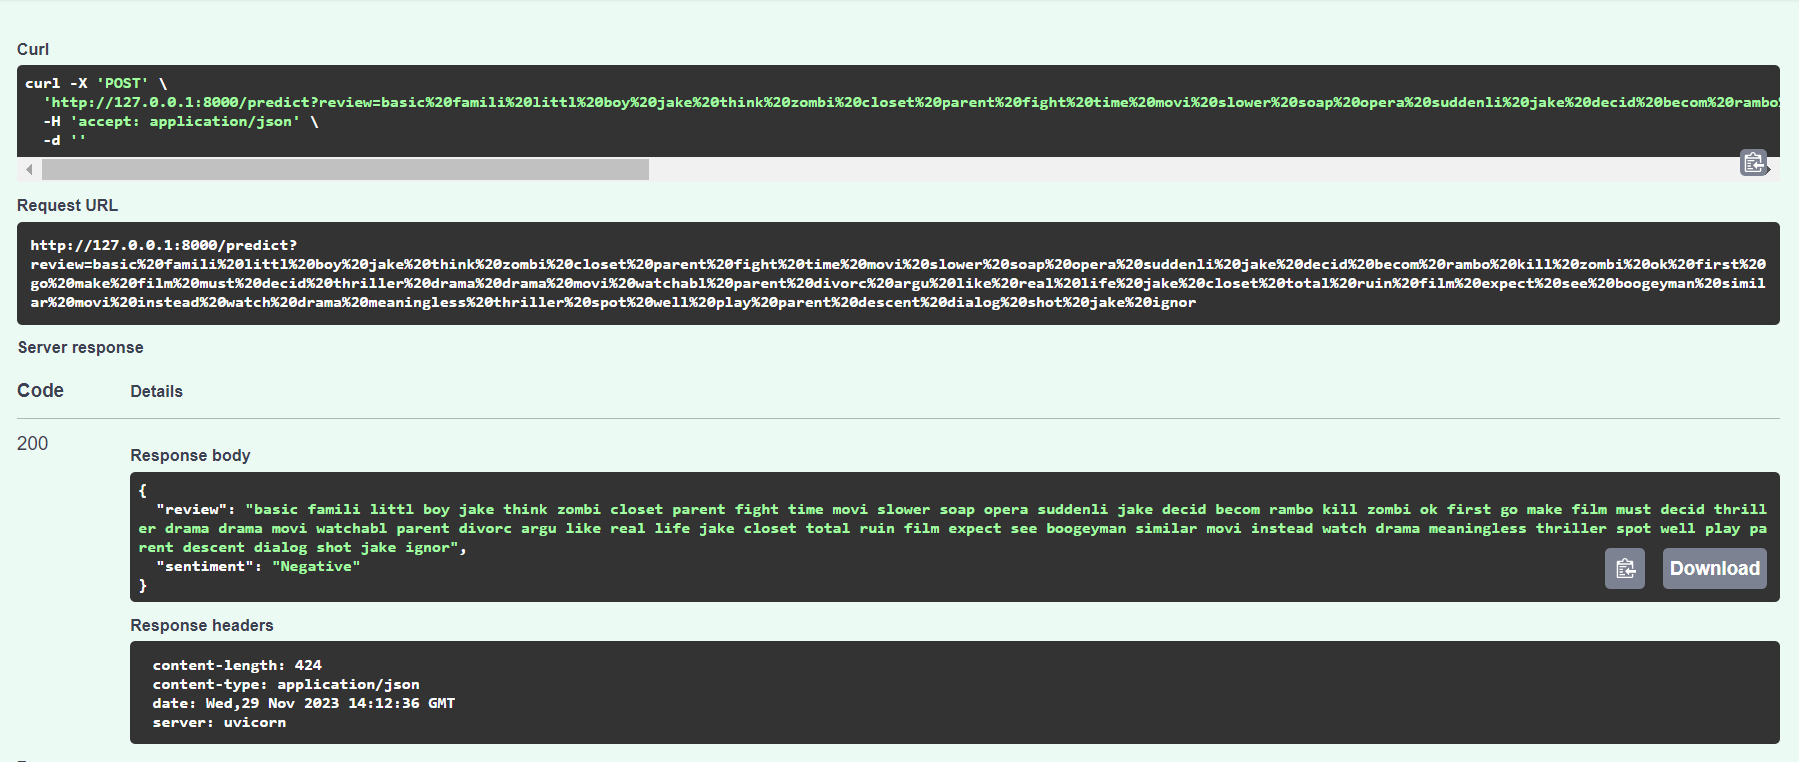 Curl
curl -X 'POST' \
'http://127.0.0.1:8000/predict?review=basic%20famili%20littl%20boy%20jake%20think%20zombi%20closet%20parent%20fight%20time%20movi%20slower%20soap%20opera%20suddenli%20jake%20decid%20becom%20rambo%
-H 'accept: application/json' \
-d ''
Request URL
http://127.0.0.1:8000/predict?
review=basic%20famili%20littl%20boy%20jake%20think%20zombi%20closet%20parent%20fight%20time%20movi%20slower%20soap%20opera%20suddenli%20jake%20decid%20becom%20rambo%20kill%20zombi%20ok%20first%20
go%20make%20film%20must%20decid%20thriller%20drama%20drama%20movi%20watchabl%20parent%20divorc%20argu%20like%20real%20life%20jake%20closet%20total%20ruin%20film%20expect%20see%20boogeyman%20simil
ar%20movi%20instead%20watch%20drama%20meaningless%20thriller%20spot%20well%20play%20parent%20descent%20dialog%20shot%20jake%20ignor
Server response
Code Details
200
Response body
{
"review": "basic famili littl boy jake think zombi closet parent fight time movi slower soap opera suddenli jake decid becom rambo kill zombi ok first go make film must decid thrill
er drama drama movi watchabl parent divorc argu like real life jake closet total ruin film expect see boogeyman similar movi instead watch drama meaningless thriller spot well play pa
rent descent dialog shot jake ignor",
"sentiment": "Negative"
}
Download
Response headers
content-length: 424
content-type: application/json
date: Wed,29 Nov 2023 14:12:36 GMT
server: uvicorn